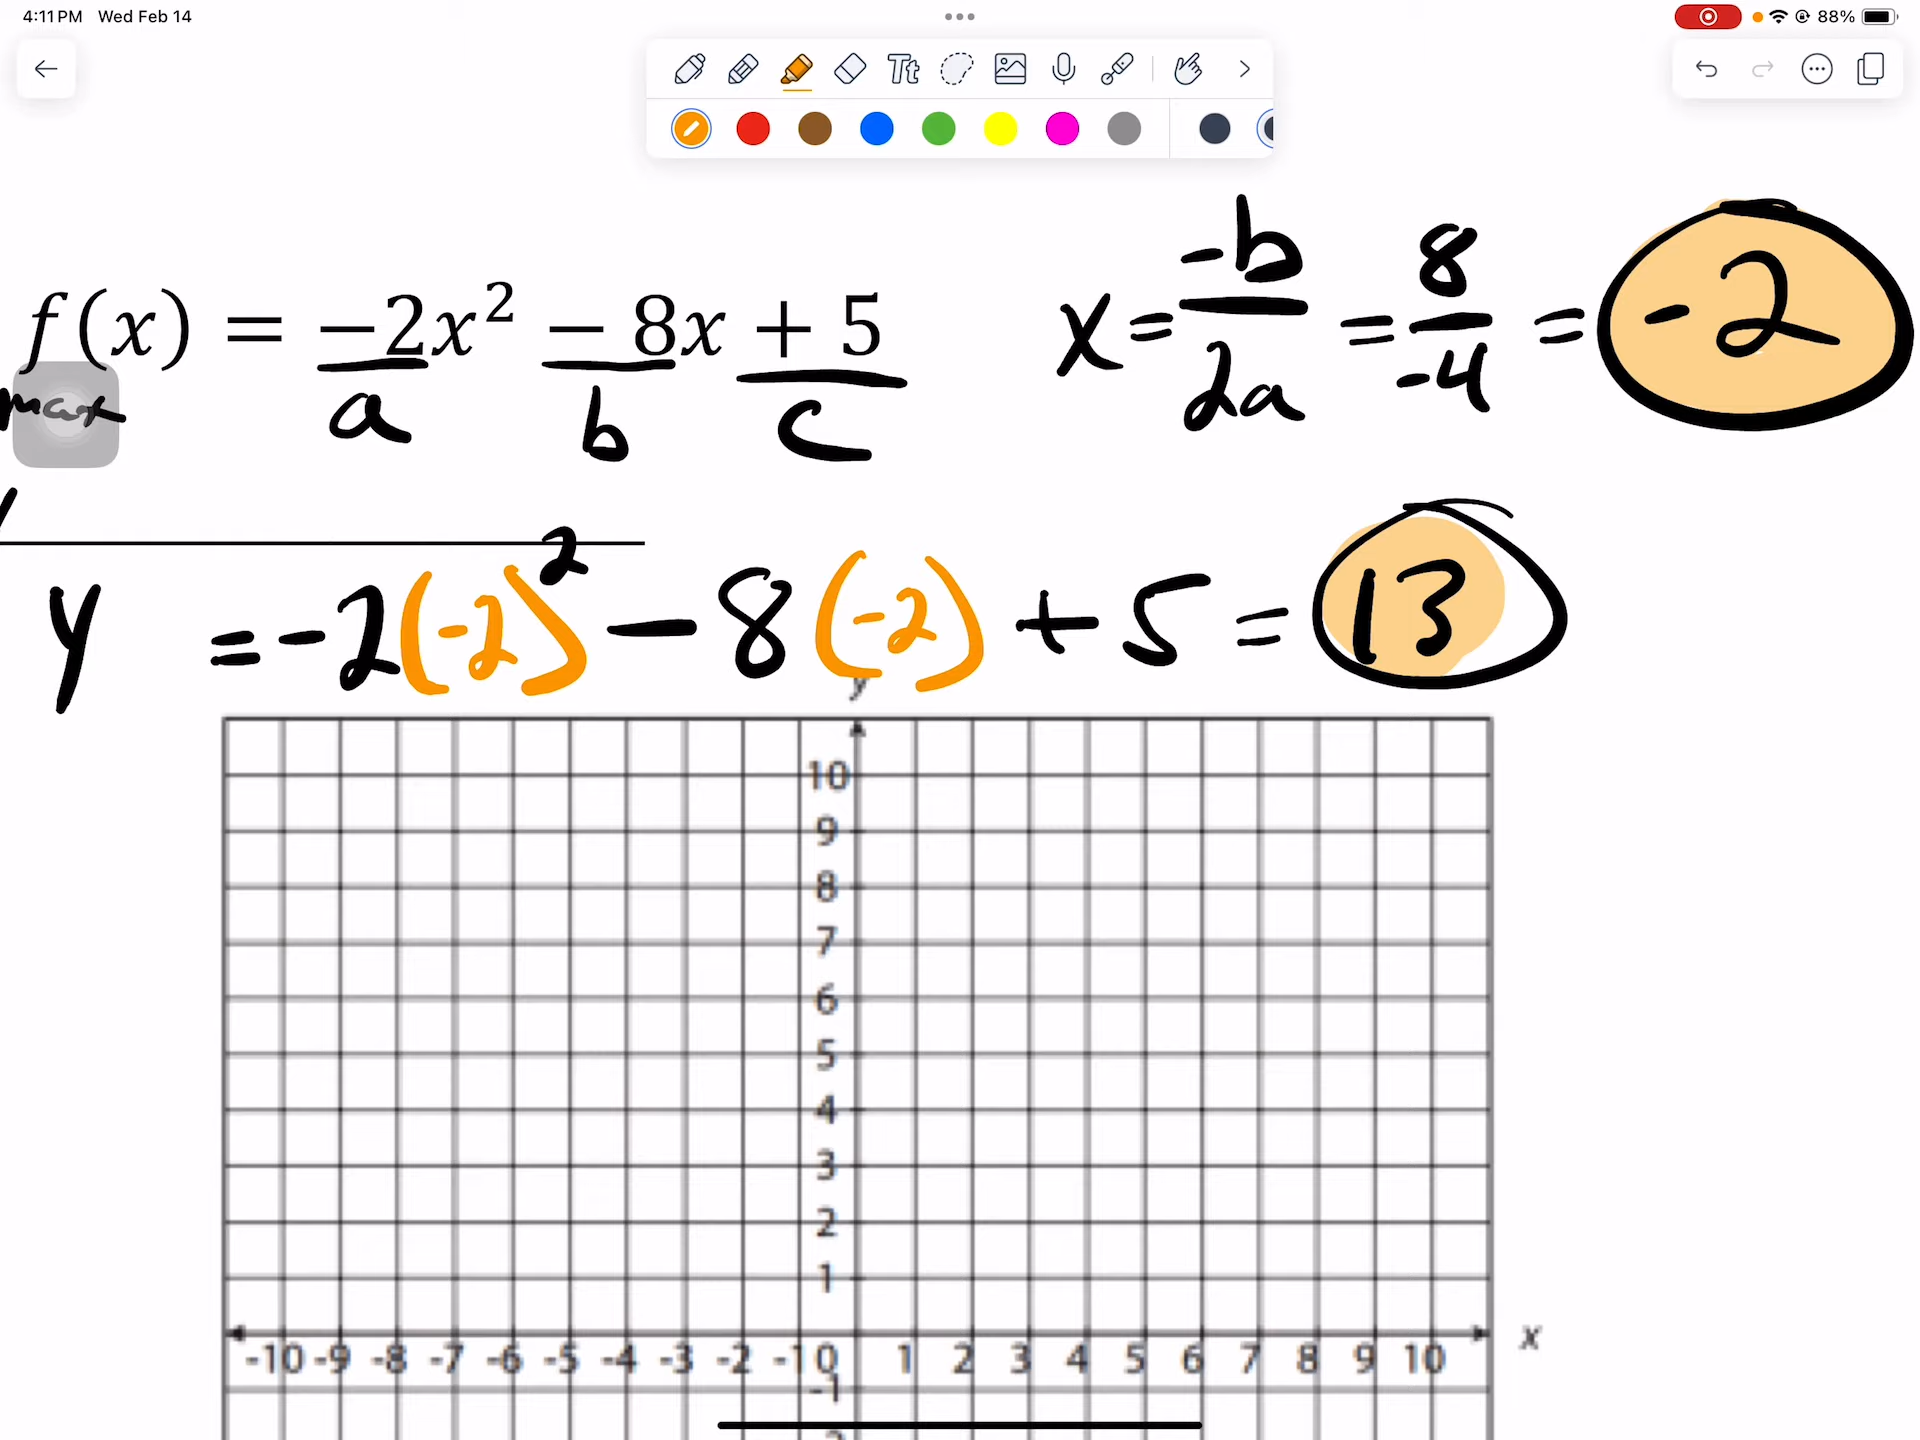 4:11 PM Wed Feb 14
88%
Tt
f(x) = −2x² − 8x + 5
a b c
max
x = -b/2a = 8/-4 = -2
y = -2(-2)² - 8(-2) + 5 = 13
y
10
9
8
7
6
5
4
3
2
1
x
-10 -9 -8 -7 -6 -5 -4 -3 -2 -1 0 1 2 3 4 5 6 7 8 9 10
-1